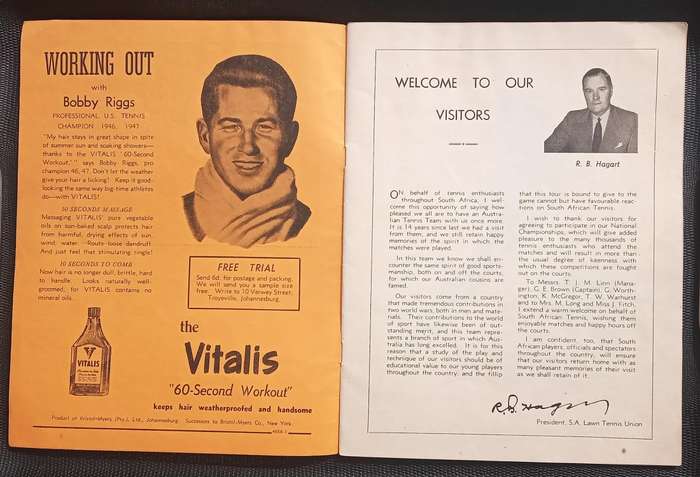 WORKING OUT
with
Bobby Riggs
PROFESSIONAL U.S. TENNIS
CHAMPION 1946, 1947
"My hair stays in great shape in spite
of summer sun and soaking showers—
thanks to the VITALIS '60-Second
Workout,'" says Bobby Riggs, pro
champion 46, 47. Don't let the weather
give your hair a licking! Keep it good-
looking the same way big-time athletes
do—with VITALIS!
50 SECONDS MASSAGE
Massaging VITALIS' pure vegetable
oils on sun-baked scalp protects hair
from harmful, drying effects of sun,
wind, water—Routs loose dandruff.
And just feel that stimulating tingle!
10 SECONDS TO COMB
Now hair is no longer dull, brittle, hard
to handle. Looks naturally well-
groomed, for VITALIS contains no
mineral oils...
FREE TRIAL
Send 6d. for postage and packing.
We will send you a sample size
free. Write to 10 Verwey Street,
Troyeville, Johannesburg.
VITALIS
the
Vitalis
"60-Second Workout"
keeps hair weatherproofed and handsome
Product of Bristol-Myers (Pty.), Ltd., Johannesburg. Successors to Bristol-Myers Co., New York.
WELCOME TO OUR
VISITORS
R. B. Hagart
ON behalf of tennis enthusiasts
throughout South Africa, I wel-
come this opportunity of saying how
pleased we all are to have an Austra-
lian Tennis Team with us once more.
It is 14 years since last we had a visit
from them, and we still retain happy
memories of the spirit in which the
matches were played.
In this team we know we shall en-
counter the same spirit of good sports-
manship, both on and off the courts,
for which our Australian cousins are
famed.
Our visitors come from a country
that made tremendous contributions in
two world wars, both in men and mate-
rials. Their contributions to the world
of sport have likewise been of out-
standing merit, and this team repre-
sents a branch of sport in which Aus-
tralia has long excelled. It is for this
reason that a study of the play and
technique of our visitors should be of
educational value to our young players
throughout the country, and the fillip
that this tour is bound to give to the
game cannot but have favourable reac-
tions on South African Tennis.
I wish to thank our visitors for
agreeing to participate in our National
Championships, which will give added
pleasure to the many thousands of
tennis enthusiasts who attend the
matches and will result in more than
the usual degree of keenness with
which these competitions are fought
out on the courts.
To Messrs. T. J. M. Linn (Mana-
ger), G. E. Brown (Captain), G. Worth-
ington, K. McGregor, T. W. Warhurst
and to Mrs. M. Long and Miss J. Fitch,
I extend a warm welcome on behalf of
South African Tennis, wishing them
enjoyable matches and happy hours off
the courts.
I am confident, too, that South
African players, officials and spectators
throughout the country, will ensure
that our visitors return home with as
many pleasant memories of their visit
as we shall retain of it.
R.B. Hagart
President, S.A. Lawn Tennis Union